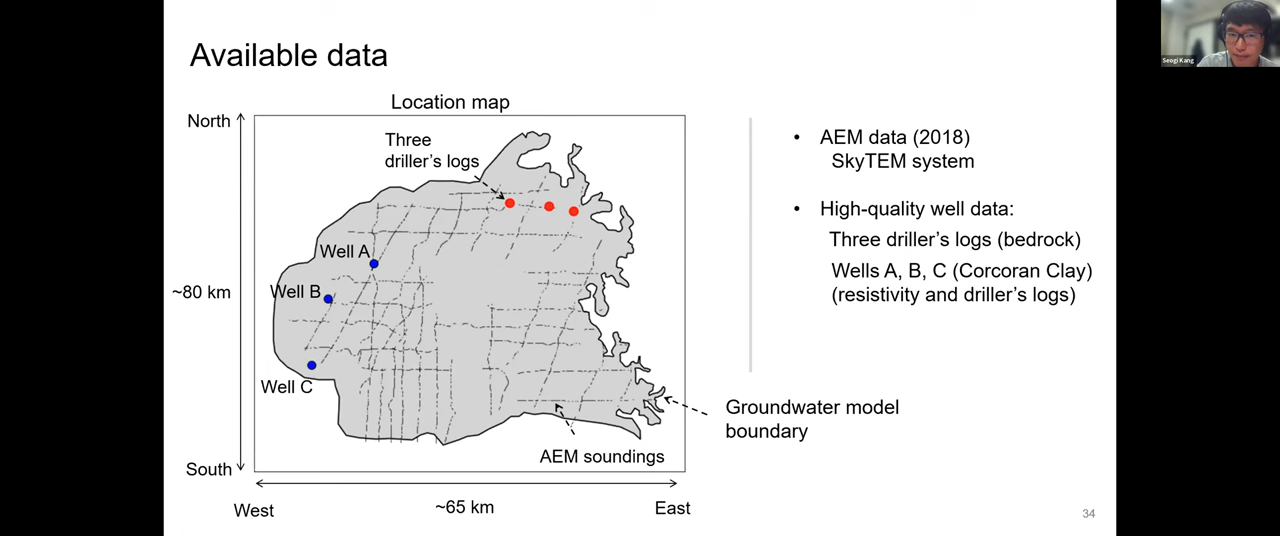 Available data
Location map
North
Three
driller's logs
Well A
Well B
~80 km
Well C
AEM soundings
South
West
~65 km
East
Groundwater model
boundary
• AEM data (2018)
SkyTEM system
• High-quality well data:
Three driller's logs (bedrock)
Wells A, B, C (Corcoran Clay)
(resistivity and driller's logs)
34
Seogi Kang